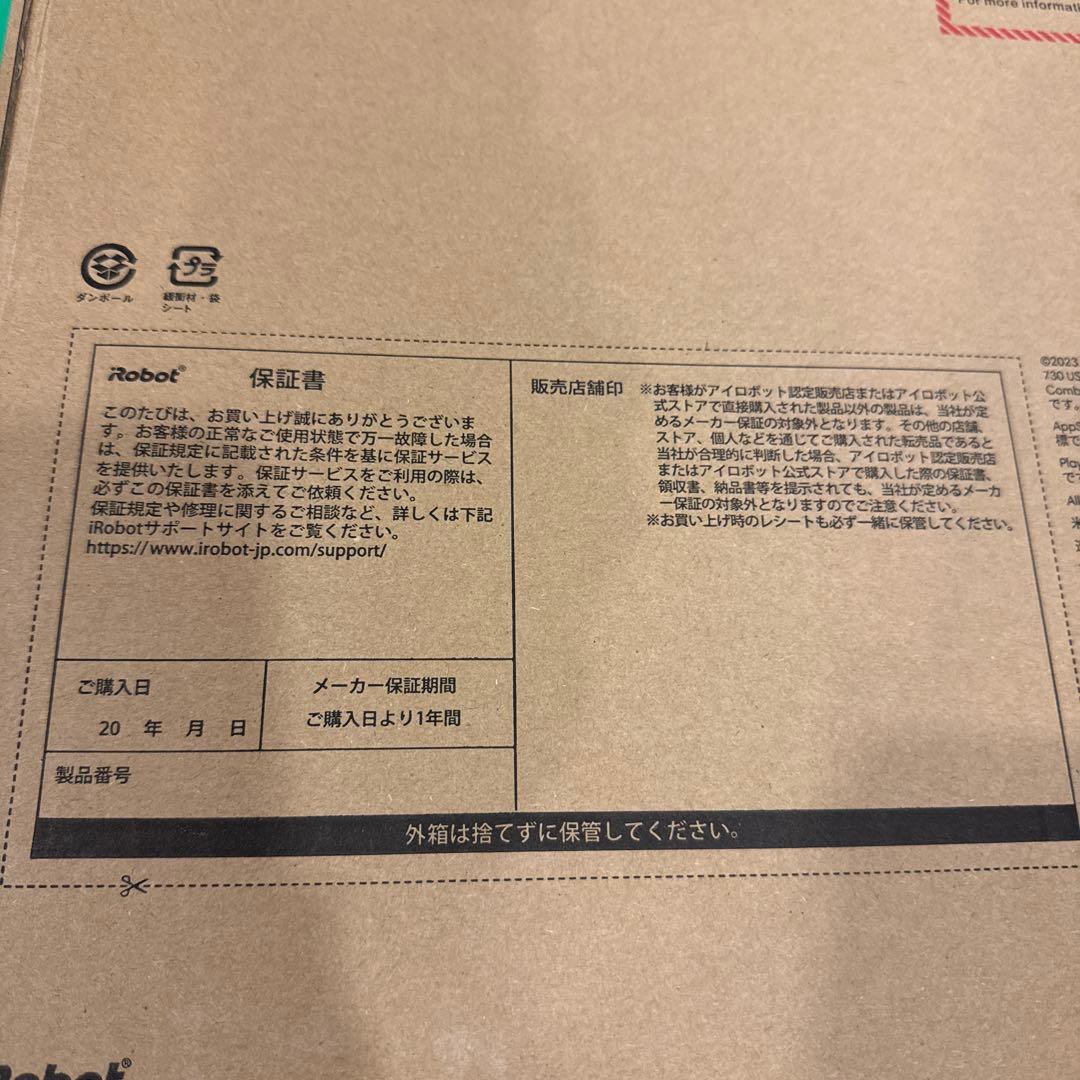 For more informati
ダンボール
プラ
緩衝材・袋
シート
iRobot®
保証書
このたびは、お買い上げ誠にありがとうございま
す。お客様の正常なご使用状態で万一故障した場合
は、保証規定に記載された条件を基に保証サービス
を提供いたします。保証サービスをご利用の際は、
必ずこの保証書を添えてご依頼ください。
保証規定や修理に関するご相談など、詳しくは下記
iRobotサポートサイトをご覧ください。
https://www.irobot-jp.com/support/
ご購入日
20 年 月 日
メーカー保証期間
ご購入日より1年間
製品番号
販売店舗印
※お客様がアイロボット認定販売店またはアイロボット公
式ストアで直接購入された製品以外の製品は、当社が定
めるメーカー保証の対象外となります。その他の店舗、
ストア、個人などを通じてご購入された転売品であると
当社が合理的に判断した場合、アイロボット認定販売店
またはアイロボット公式ストアで購入した際の保証書、
領収書、納品書等を提示されても、当社が定めるメーカ
ー保証の対象外となりますのでご注意ください。
※お買い上げ時のレシートも必ず一緒に保管してください。
外箱は捨てずに保管してください。
©2023
730 US
Comb
です。
AppS
標で
Play
で
All
米
iRobot®